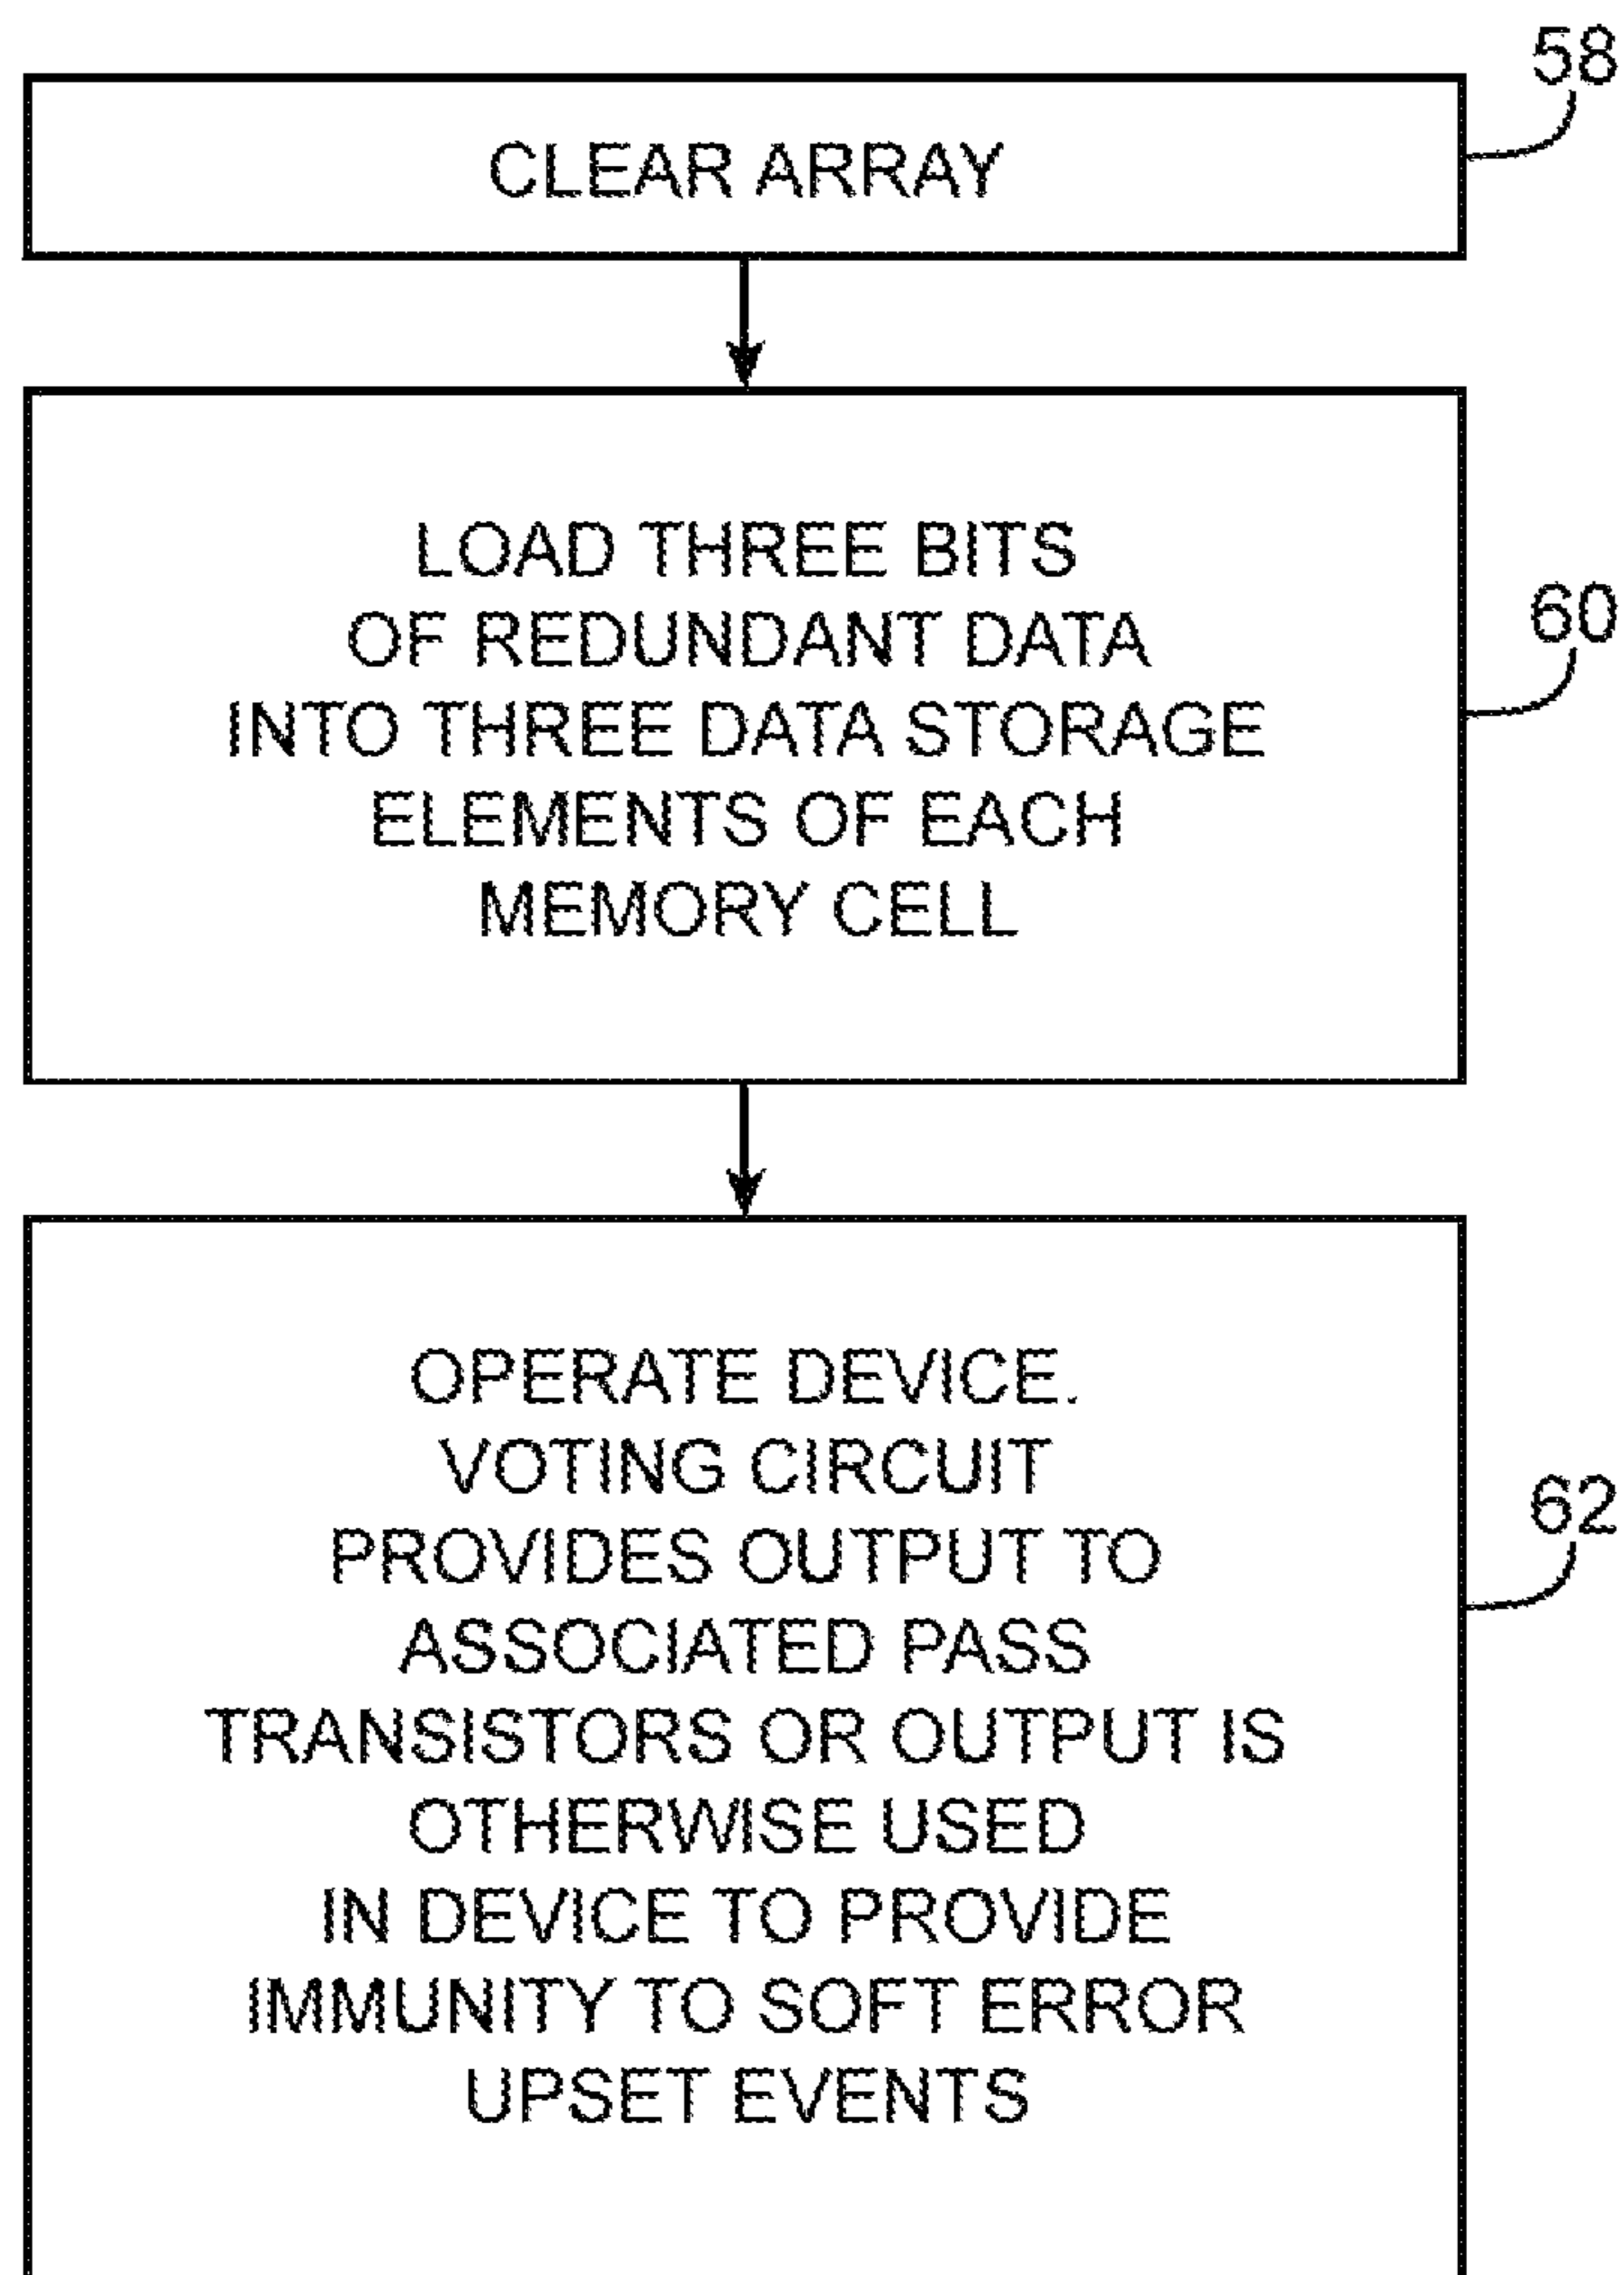 58
CLEAR ARRAY
LOAD THREE BITS
OF REDUNDANT DATA
60
INTO THREE DATA STORAGE
ELEMENTS OF EACH
MEMORY CELL
OPERATE DEVICE.
VOTING CIRCUIT
62
PROVIDES OUTPUT TO
ASSOCIATED PASS
TRANSISTORS OR OUTPUT IS
OTHERWISE USED
IN DEVICE TO PROVIDE
IMMUNITY TO SOFT ERROR
UPSET EVENTS